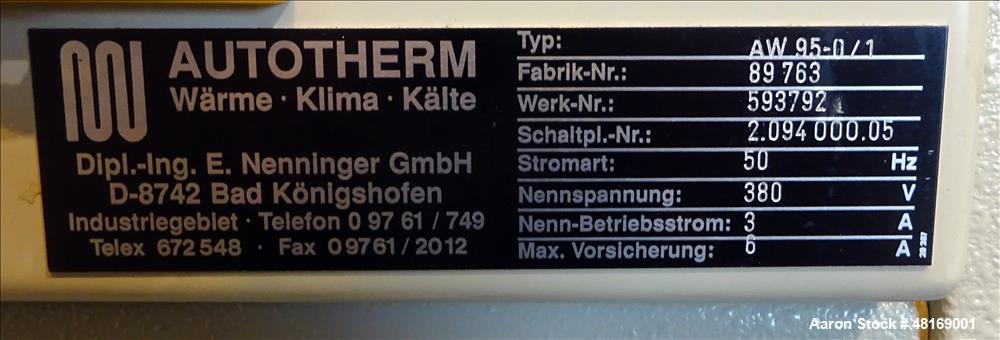 AUTOTHERM
Wärme · Klima · Kälte
Dipl.-Ing. E. Nenninger GmbH
D-8742 Bad Königshofen
Industriegebiet · Telefon 0 97 61 / 749
Telex 672 548 · Fax 0 9761 / 2012
Typ: AW 95-0/1
Fabrik-Nr.: 89 763
Werk-Nr.: 593792
Schaltpl.-Nr.: 2.094 000.05
Stromart: 50 Hz
Nennspannung: 380 V
Nenn-Betriebsstrom: 3 A
Max. Vorsicherung: 6 A
Aaron Stock # 48169001